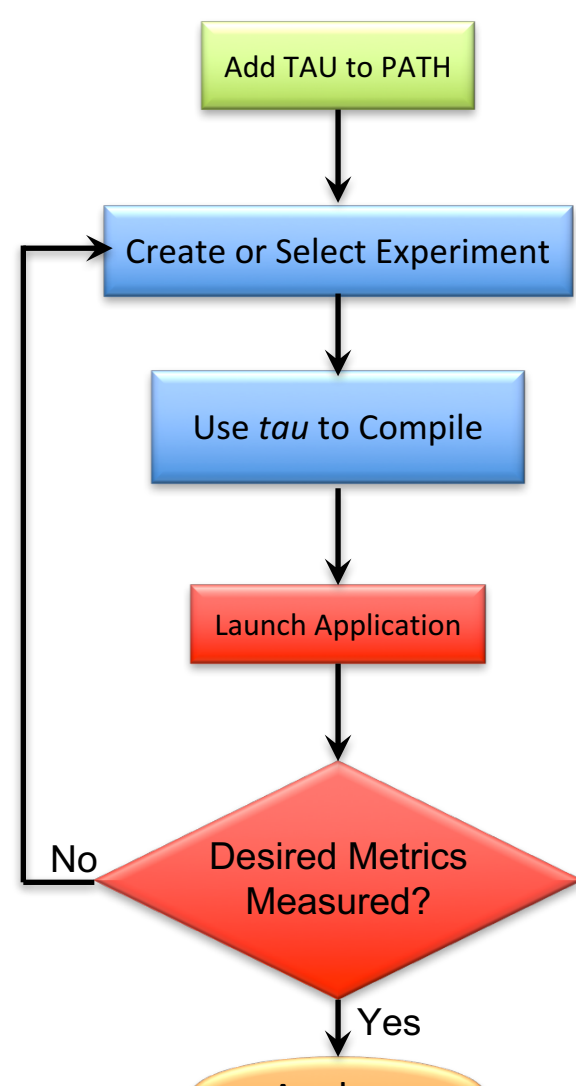 Add TAU to PATH
Create or Select Experiment
Use tau to Compile
Launch Application
Desired Metrics
Measured?
No
Yes